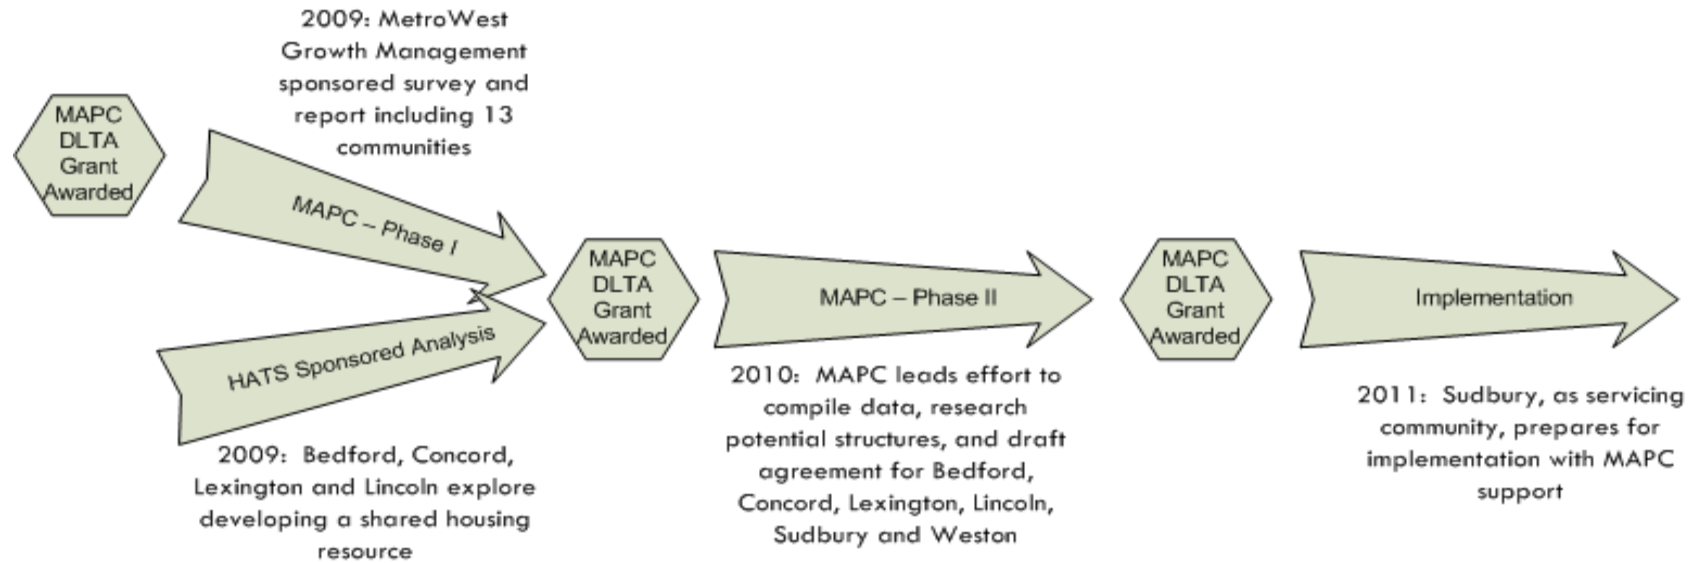 2009: MetroWest
Growth Management
sponsored survey and
report including 13
communities
MAPC
DLTA
Grant
Awarded
MAPC – Phase I
HATS Sponsored Analysis
2009:  Bedford, Concord,
Lexington and Lincoln explore
developing a shared housing
resource
MAPC
DLTA
Grant
Awarded
MAPC – Phase II
2010:  MAPC leads effort to
compile data, research
potential structures, and draft
agreement for Bedford,
Concord, Lexington, Lincoln,
Sudbury and Weston
MAPC
DLTA
Grant
Awarded
Implementation
2011:  Sudbury, as servicing
community, prepares for
implementation with MAPC
support